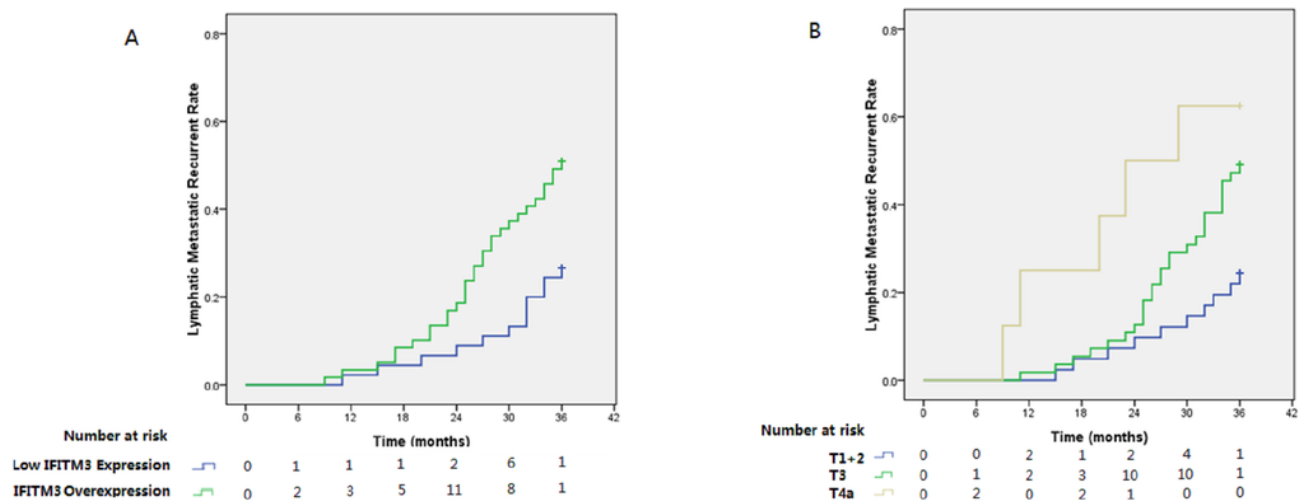 A
Lymphatic Metastatic Recurrent Rate
0.8
0.6
0.4
0.2
0.0
0 6 12 18 24 30 36 42
Time (months)
Number at risk
Low IFITM3 Expression 0 1 1 1 2 6 1
IFITM3 Overexpression 0 2 3 5 11 8 1
B
Lymphatic Metastatic Recurrent Rate
0.8
0.6
0.4
0.2
0.0
0 6 12 18 24 30 36 42
Time (months)
Number at risk
T1+2 0 0 2 1 2 4 1
T3 0 1 2 3 10 10 1
T4a 0 2 0 2 1 0 0